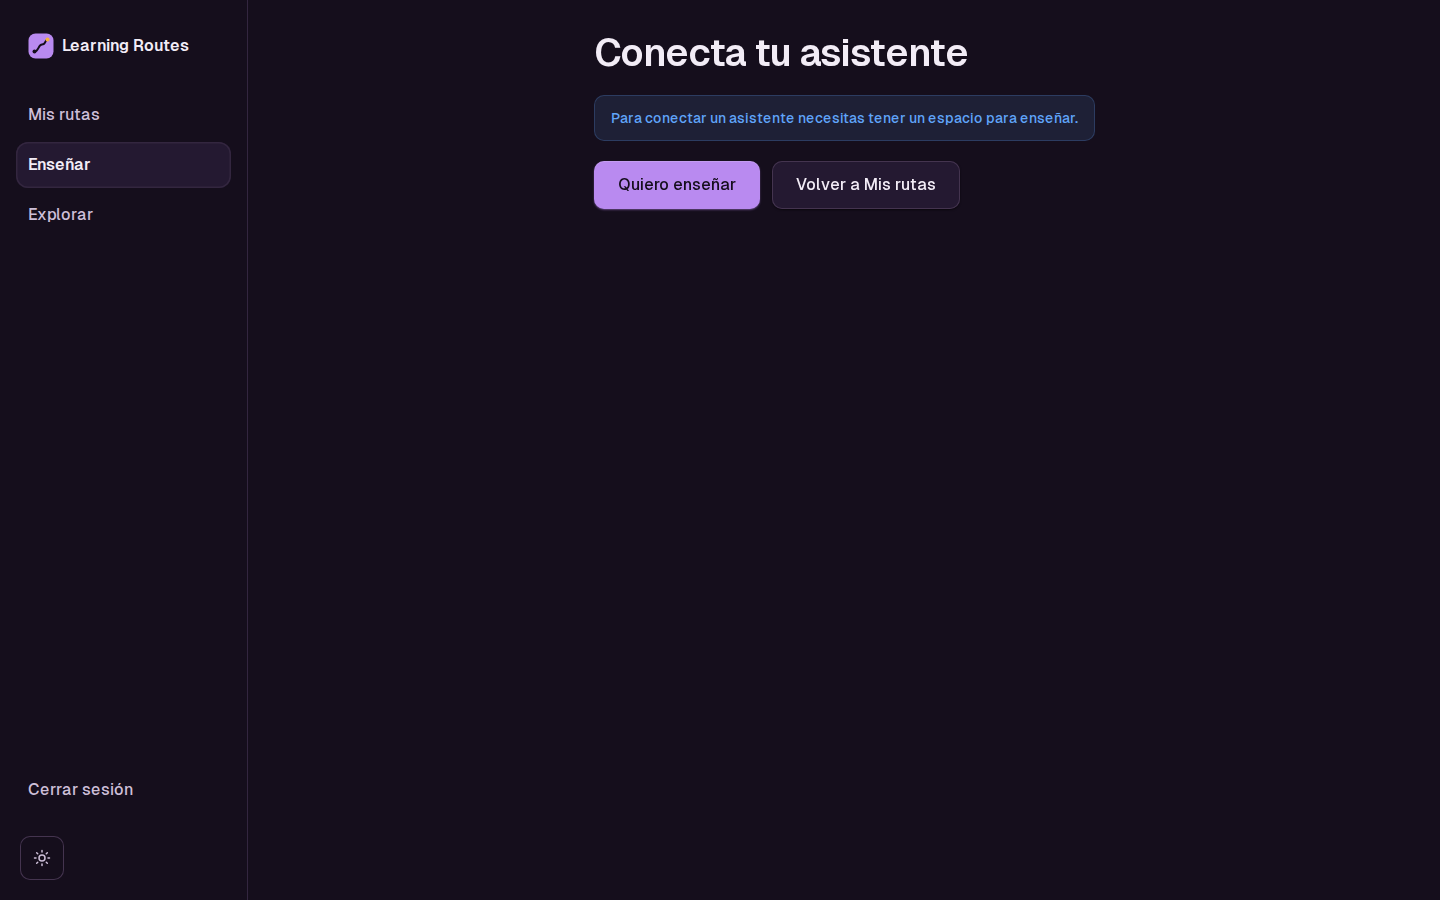 Learning Routes
Mis rutas
Enseñar
Explorar
Cerrar sesión
Conecta tu asistente
Para conectar un asistente necesitas tener un espacio para enseñar.
Quiero enseñar
Volver a Mis rutas